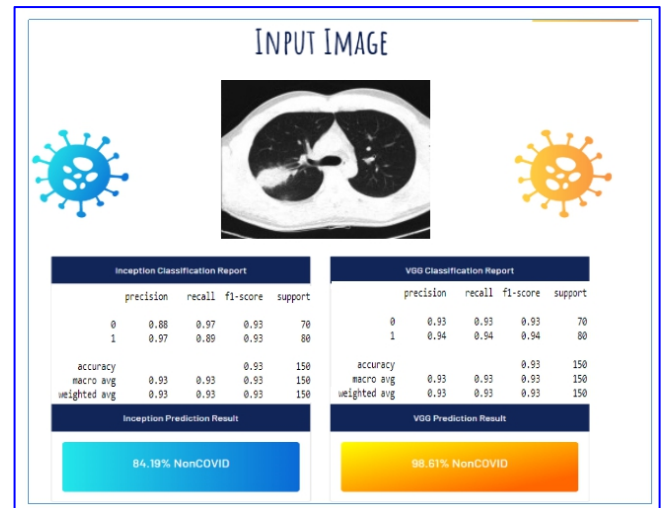 INPUT IMAGE
Inception Classification Report
precision recall f1-score support
0 0.88 0.97 0.93 70
1 0.97 0.89 0.93 80
accuracy 0.93 150
macro avg 0.93 0.93 0.93 150
weighted avg 0.93 0.93 0.93 150
Inception Prediction Result
84.19% NonCOVID
VGG Classification Report
precision recall f1-score support
0 0.93 0.93 0.93 70
1 0.94 0.94 0.94 80
accuracy 0.93 150
macro avg 0.93 0.93 0.93 150
weighted avg 0.93 0.93 0.93 150
VGG Prediction Result
98.61% NonCOVID